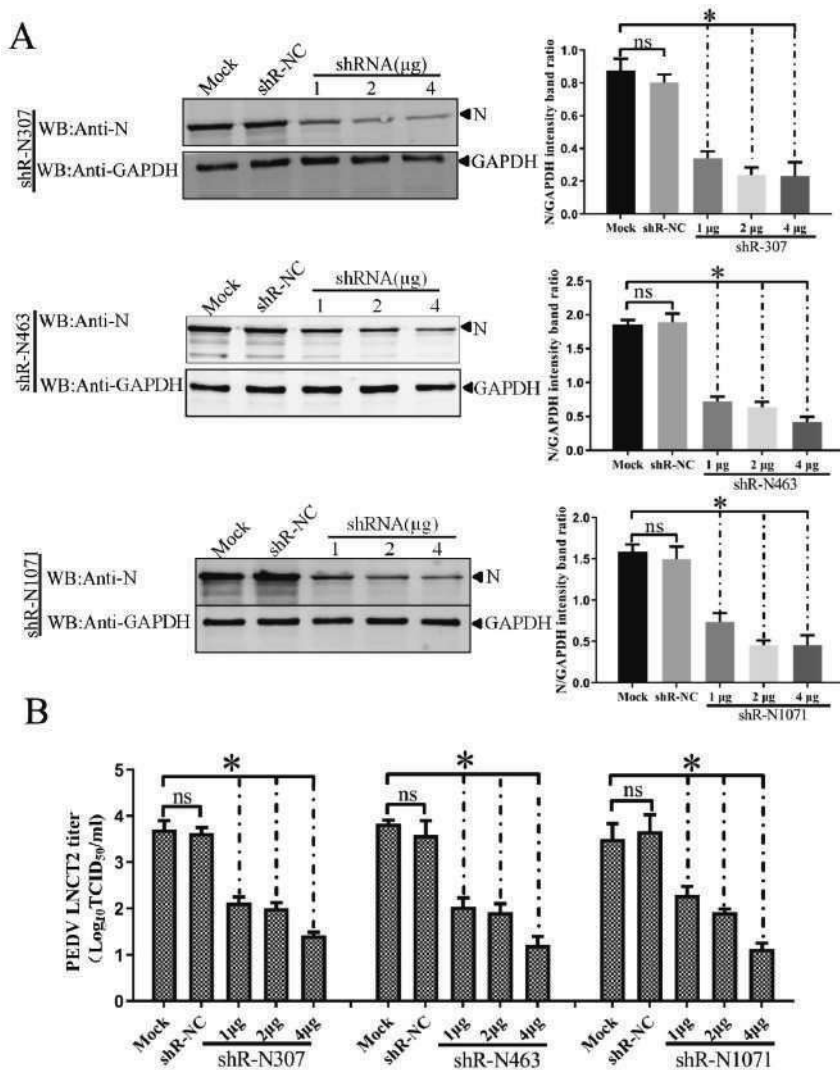 A
Mock shR-NC shRNA(µg)
1 2 4
shR-N307
WB:Anti-N
N
WB:Anti-GAPDH
GAPDH
N/GAPDH intensity band ratio
1.0
0.8
0.6
0.4
0.2
0.0
ns
*
Mock shR-NC 1 µg 2 µg 4 µg
shR-307
Mock shR-NC shRNA(µg)
1 2 4
shR-N463
WB:Anti-N
N
WB:Anti-GAPDH
GAPDH
N/GAPDH intensity band ratio
2.5
2.0
1.5
1.0
0.5
0.0
ns
*
Mock shR-NC 1 µg 2 µg 4 µg
shR-N463
Mock shR-NC shRNA(µg)
1 2 4
shR-N1071
WB:Anti-N
N
WB:Anti-GAPDH
GAPDH
N/GAPDH intensity band ratio
2.0
1.5
1.0
0.5
0.0
ns
*
Mock shR-NC 1 µg 2 µg 4 µg
shR-N1071
B
PEDV LNCT2 titer
(Log₁₀TCID₅₀/ml)
5
4
3
2
1
0
ns * ns * ns *
Mock shR-NC 1µg 2µg 4µg Mock shR-NC 1µg 2µg 4µg Mock shR-NC 1µg 2µg 4µg
shR-N307 shR-N463 shR-N1071